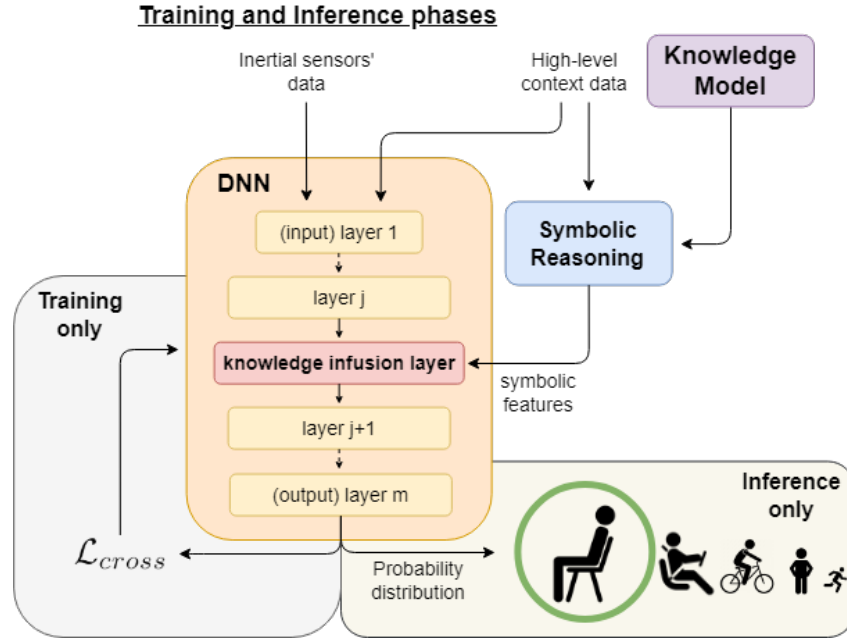 Training and Inference phases
Inertial sensors'
data
High-level
context data
Knowledge
Model
DNN
(input) layer 1
Symbolic
Reasoning
layer j
Training
only
knowledge infusion layer
symbolic
features
layer j+1
(output) layer m
Inference
only
ℒcross
Probability
distribution